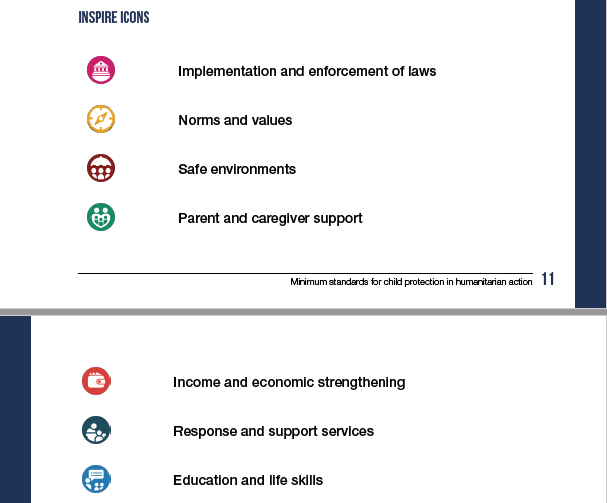 INSPIRE ICONS
Implementation and enforcement of laws
Norms and values
Safe environments
Parent and caregiver support
Minimum standards for child protection in humanitarian action 11
Income and economic strengthening
Response and support services
Education and life skills